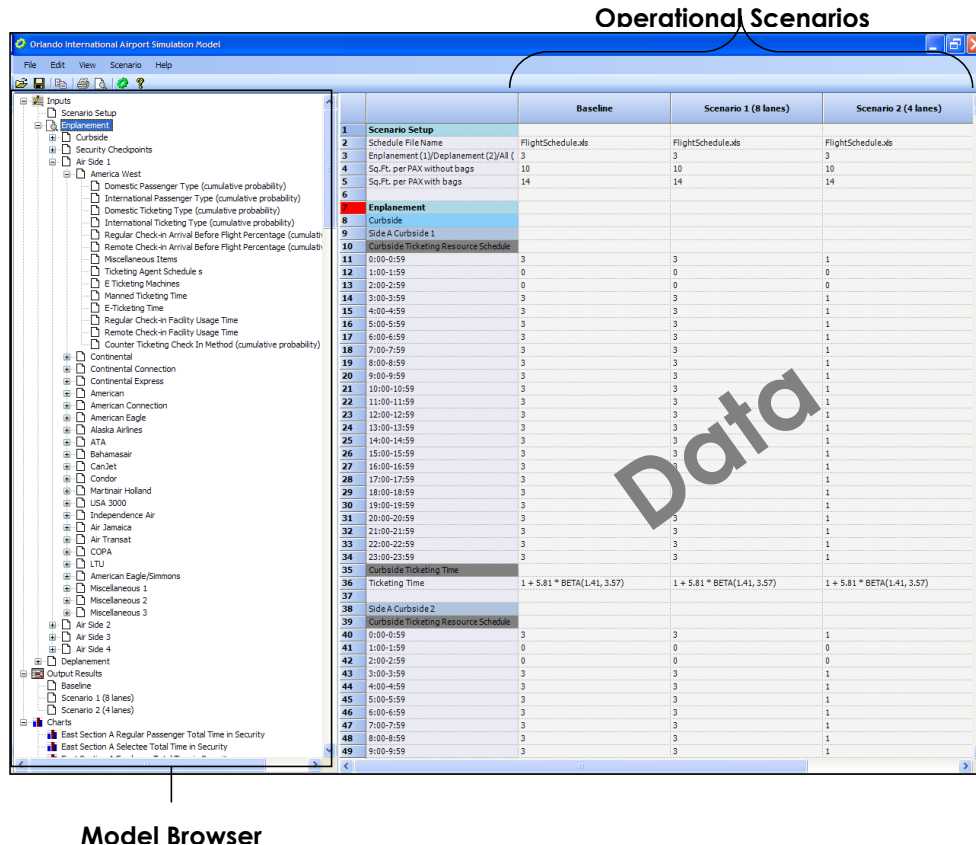 Operational Scenarios
Orlando International Airport Simulation Model
File Edit View Scenario Help
Inputs
Scenario Setup
Enplanement
Curbside
Security Checkpoints
Air Side 1
America West
Domestic Passenger Type (cumulative probability)
International Passenger Type (cumulative probability)
Domestic Ticketing Type (cumulative probability)
International Ticketing Type (cumulative probability)
Regular Check-in Arrival Before Flight Percentage (cumulativ
Remote Check-in Arrival Before Flight Percentage (cumulativ
Miscellaneous Items
Ticketing Agent Schedule s
E Ticketing Machines
Manned Ticketing Time
E-Ticketing Time
Regular Check-in Facility Usage Time
Remote Check-in Facility Usage Time
Counter Ticketing Check In Method (cumulative probability)
Continental
Continental Connection
Continental Express
American
American Connection
American Eagle
Alaska Airlines
ATA
Bahamasair
CanJet
Condor
Martinair Holland
USA 3000
Independence Air
Air Jamaica
Air Transat
COPA
LTU
American Eagle/Simmons
Miscellaneous 1
Miscellaneous 2
Miscellaneous 3
Air Side 2
Air Side 3
Air Side 4
Deplanement
Output Results
Baseline
Scenario 1 (8 lanes)
Scenario 2 (4 lanes)
Charts
East Section A Regular Passenger Total Time in Security
East Section A Selectee Total Time in Security
Baseline Scenario 1 (8 lanes) Scenario 2 (4 lanes)
1 Scenario Setup
2 Schedule File Name FlightSchedule.xls FlightSchedule.xls FlightSchedule.xls
3 Enplanement (1)/Deplanement (2)/All ( 3 3 3
4 Sq.Ft. per PAX without bags 10 10 10
5 Sq.Ft. per PAX with bags 14 14 14
6
7 Enplanement
8 Curbside
9 Side A Curbside 1
10 Curbside Ticketing Resource Schedule
11 0:00-0:59 3 3 1
12 1:00-1:59 0 0 0
13 2:00-2:59 0 0 0
14 3:00-3:59 3 3 1
15 4:00-4:59 3 3 1
16 5:00-5:59 3 3 1
17 6:00-6:59 3 3 1
18 7:00-7:59 3 3 1
19 8:00-8:59 3 3 1
20 9:00-9:59 3 3 1
21 10:00-10:59 3 3 1
22 11:00-11:59 3 3 1
23 12:00-12:59 3 3 1
24 13:00-13:59 3 3 1
25 14:00-14:59 3 3 1
26 15:00-15:59 3 3 1
27 16:00-16:59 3 3 1
28 17:00-17:59 3 1
29 18:00-18:59 3 1
30 19:00-19:59 3 1
31 20:00-20:59 3 3 1
32 21:00-21:59 3 3 1
33 22:00-22:59 3 3 1
34 23:00-23:59 3 3 1
35 Curbside Ticketing Time
36 Ticketing Time 1 + 5.81 * BETA(1.41, 3.57) 1 + 5.81 * BETA(1.41, 3.57) 1 + 5.81 * BETA(1.41, 3.57)
37
38 Side A Curbside 2
39 Curbside Ticketing Resource Schedule
40 0:00-0:59 3 3 1
41 1:00-1:59 0 0 0
42 2:00-2:59 0 0 0
43 3:00-3:59 3 3 1
44 4:00-4:59 3 3 1
45 5:00-5:59 3 3 1
46 6:00-6:59 3 3 1
47 7:00-7:59 3 3 1
48 8:00-8:59 3 3 1
49 9:00-9:59 3 3 1
Data
Model Browser